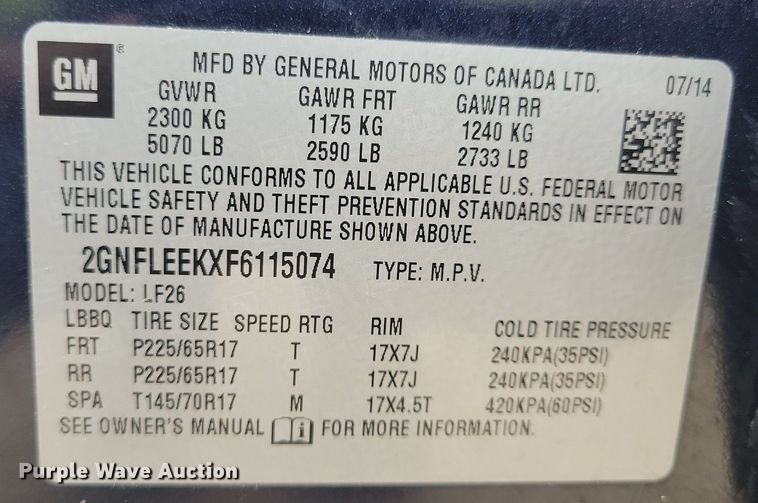 GM ®
MFD BY GENERAL MOTORS OF CANADA LTD. 07/14
GVWR GAWR FRT GAWR RR
2300 KG 1175 KG 1240 KG
5070 LB 2590 LB 2733 LB
THIS VEHICLE CONFORMS TO ALL APPLICABLE U.S. FEDERAL MOTOR
VEHICLE SAFETY AND THEFT PREVENTION STANDARDS IN EFFECT ON
THE DATE OF MANUFACTURE SHOWN ABOVE.
2GNFLEEKXF6115074 TYPE: M.P.V.
MODEL: LF26
LBBQ TIRE SIZE SPEED RTG RIM COLD TIRE PRESSURE
FRT P225/65R17 T 17X7J 240KPA(35PSI)
RR P225/65R17 T 17X7J 240KPA(35PSI)
SPA T145/70R17 M 17X4.5T 420KPA(60PSI)
SEE OWNER'S MANUAL i FOR MORE INFORMATION.
Purple Wave Auction